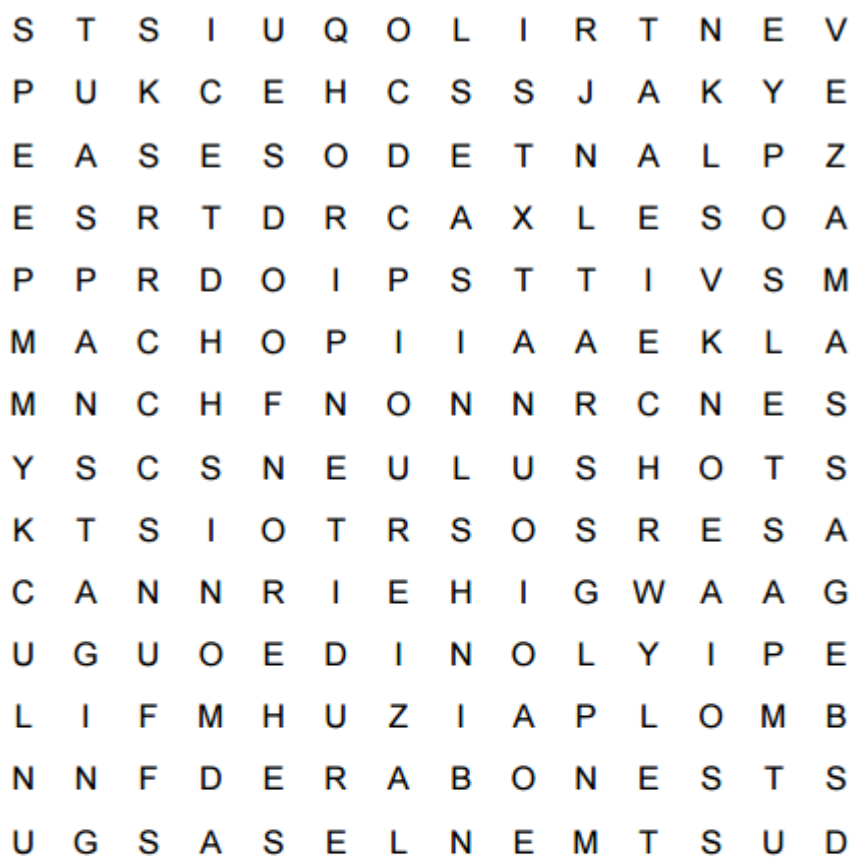 S T S I U Q O L I R T N E V
P U K C E H C S S J A K Y E
E A S E S O D E T N A L P Z
E S R T D R C A X L E S O A
P P R D O I P S T T I V S M
M A C H O P I I A A E K L A
M N C H F N O N N R C N E S
Y S C S N E U L U S H O T S
K T S I O T R S O S R E S A
C A N N R I E H I G W A A G
U G U O E D I N O L Y I P E
L I F M H U Z I A P L O M B
N N F D E R A B O N E S T S
U G S A S E L N E M T S U D